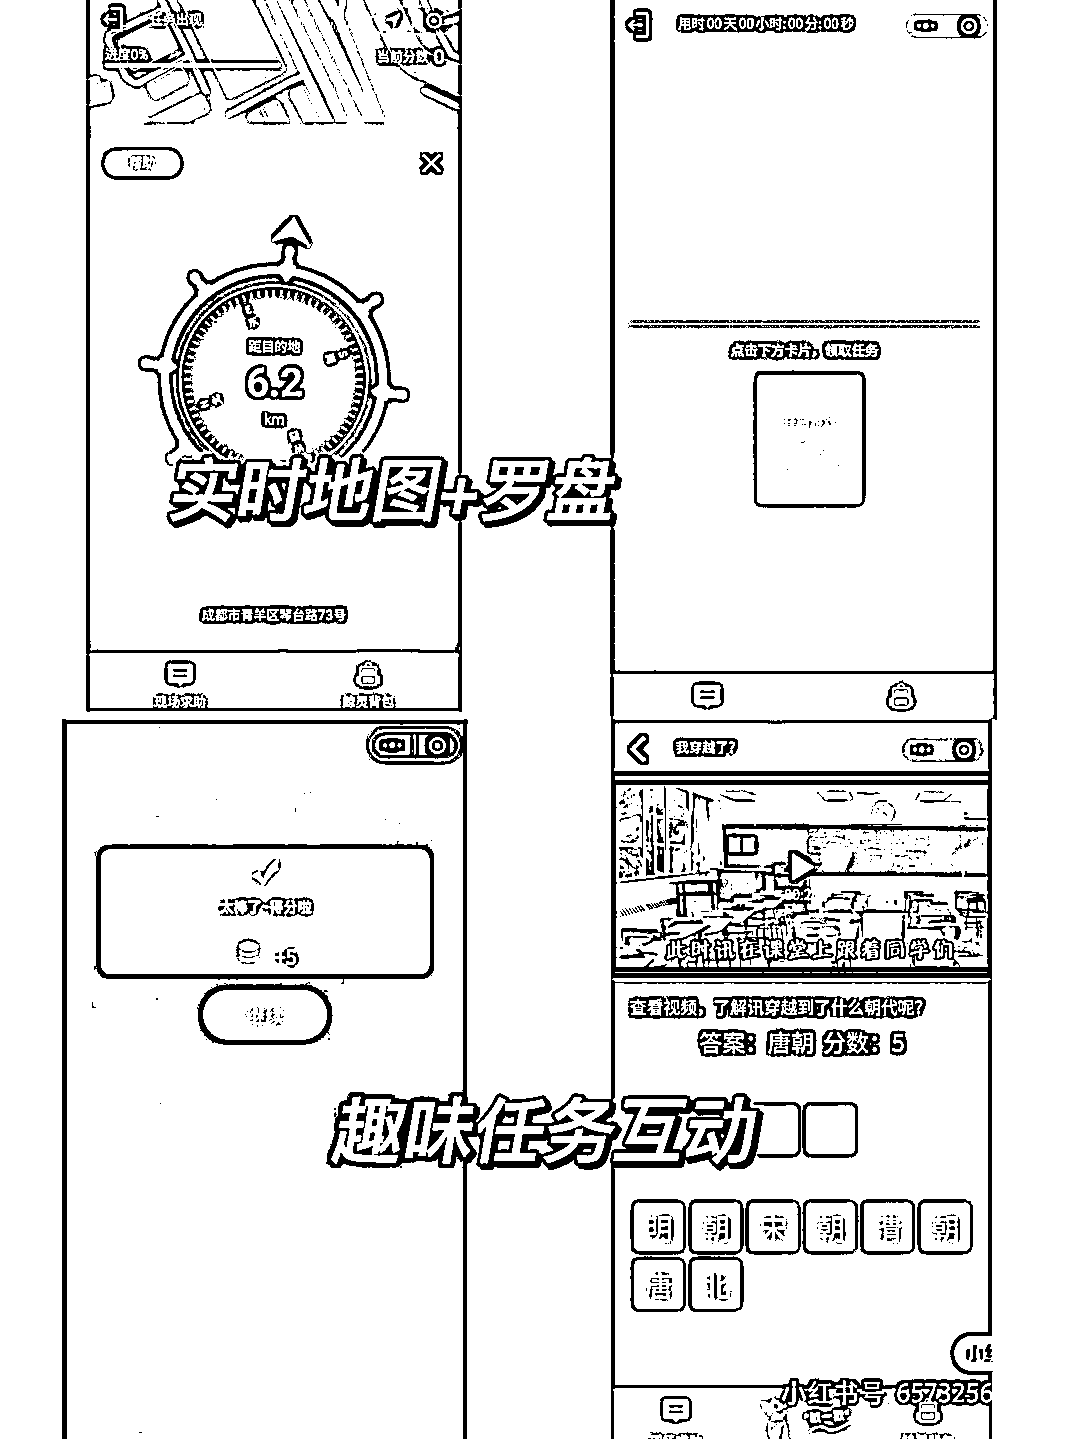 任务出现
进度0%
当前分数 0
帮助
距目的地
6.2
km
实时地图+罗盘
成都市青羊区琴台路73号
现场求助
用时00天00小时:00分:00秒
点击下方卡片，领取任务
太棒了~得分啦
+5
继续
我穿越了?
此时讯在课堂上跟着同学们
查看视频，了解讯穿越到了什么朝代呢?
答案：唐朝 分数：5
趣味任务互动
明 朝 宋 朝 清 朝
唐 北
小红书号 6573256